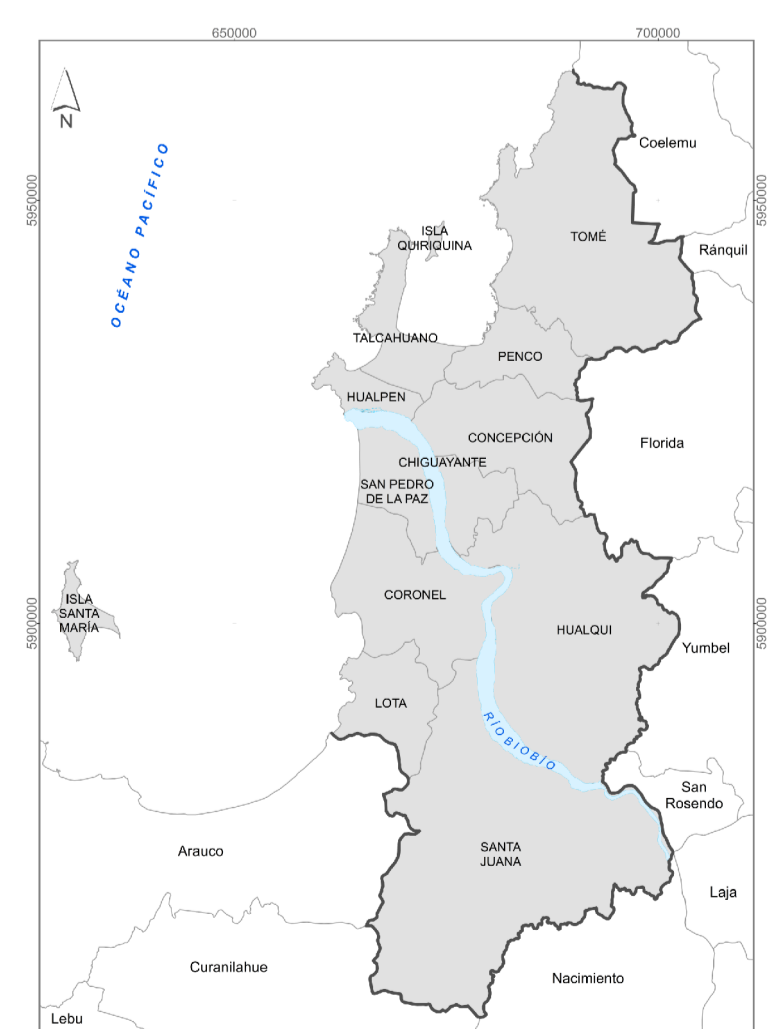 650000
700000
N
OCÉANO PACÍFICO
Coelemu
5950000
5950000
ISLA
QUIRIQUINA
TOMÉ
Ránquil
TALCAHUANO
PENCO
HUALPEN
CONCEPCIÓN
Florida
CHIGUAYANTE
SAN PEDRO
DE LA PAZ
ISLA
SANTA
MARÍA
CORONEL
5900000
5900000
HUALQUI
Yumbel
LOTA
RÍO BIOBÍO
San
Rosendo
SANTA
JUANA
Arauco
Laja
Curanilahue
Nacimiento
Lebu